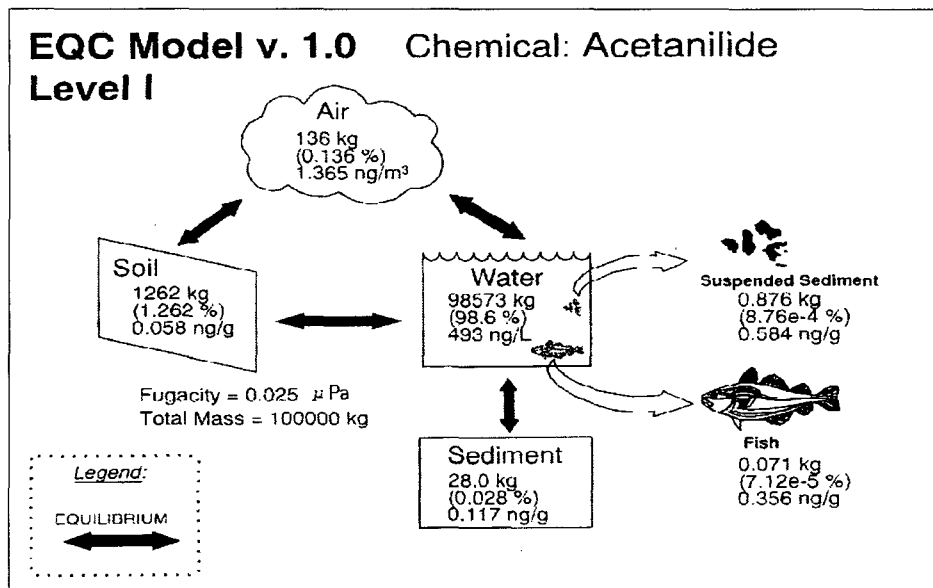 EQC Model v. 1.0 Chemical: Acetanilide
Level I
Air
136 kg
(0.136 %)
1.365 ng/m³
Soil
1262 kg
(1.262 %)
0.058 ng/g
Water
98573 kg
(98.6 %)
493 ng/L
Suspended Sediment
0.876 kg
(8.76e-4 %)
0.584 ng/g
Fugacity = 0.025 μPa
Total Mass = 100000 kg
Sediment
28.0 kg
(0.028 %)
0.117 ng/g
Fish
0.071 kg
(7.12e-5 %)
0.356 ng/g
Legend:
EQUILIBRIUM